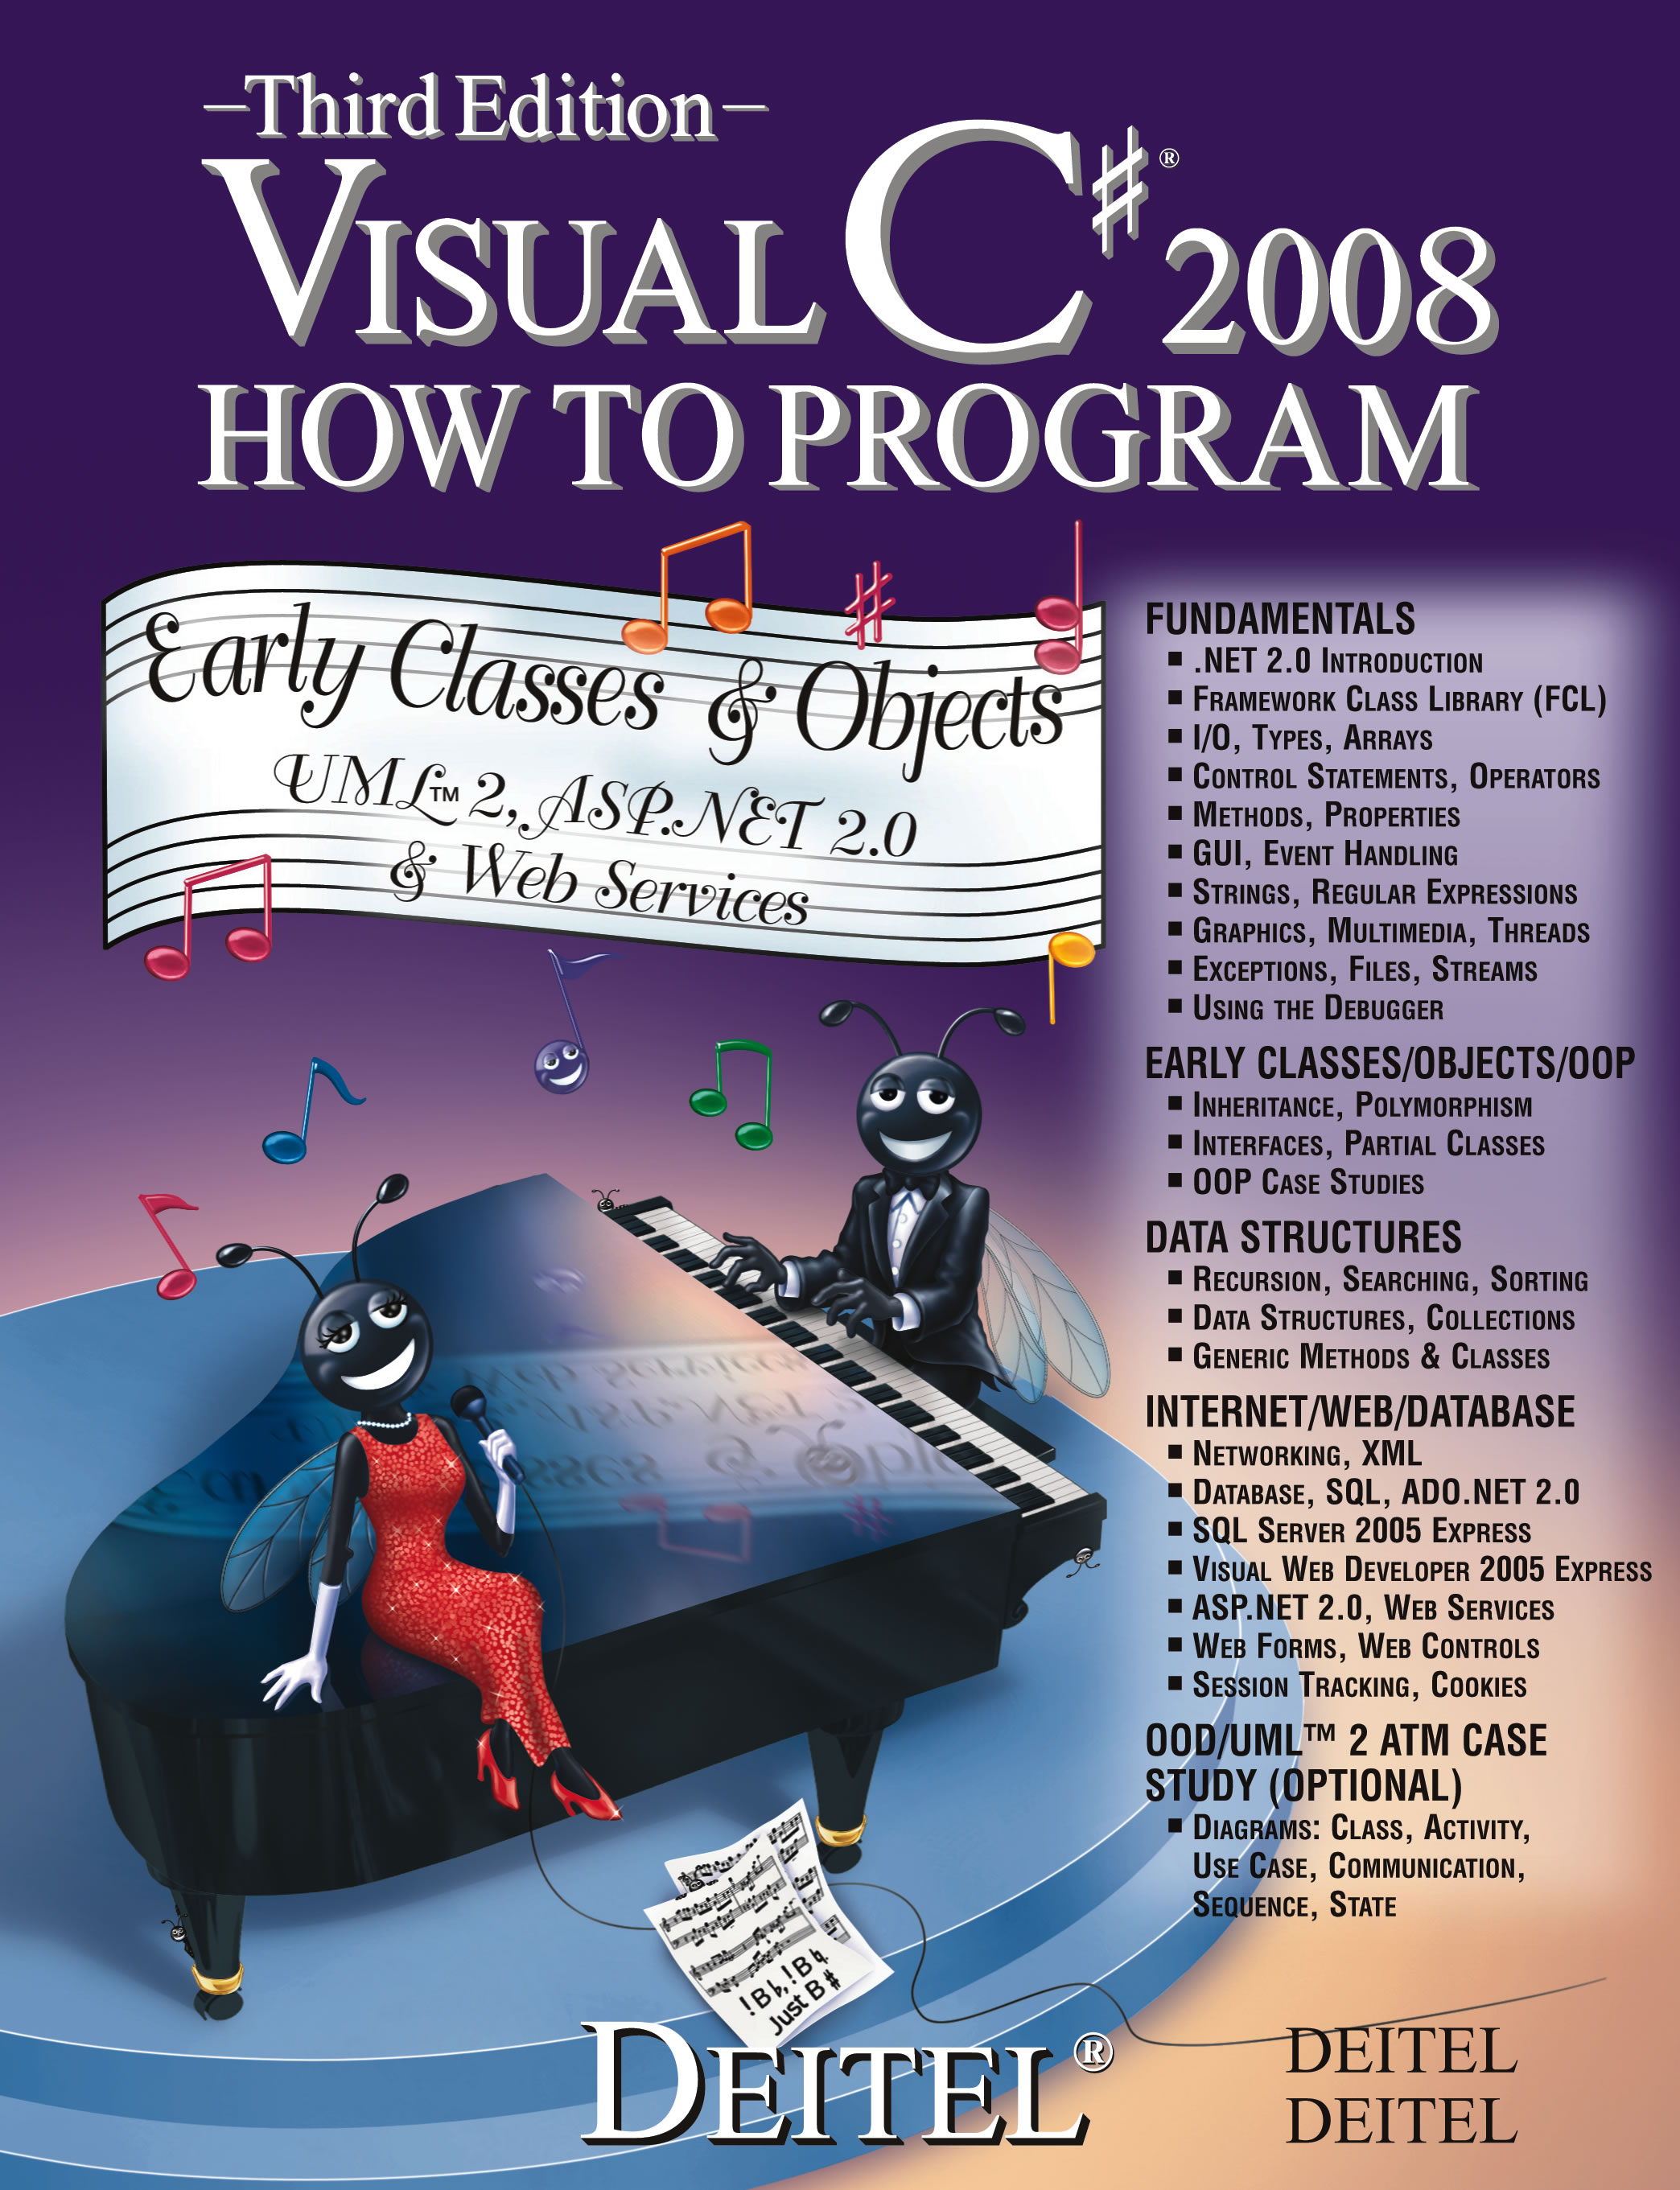 –Third Edition–
VISUAL C♯® 2008
HOW TO PROGRAM
Early Classes & Objects
UML™ 2, ASP.NET 2.0
& Web Services
FUNDAMENTALS
■ .NET 2.0 INTRODUCTION
■ FRAMEWORK CLASS LIBRARY (FCL)
■ I/O, TYPES, ARRAYS
■ CONTROL STATEMENTS, OPERATORS
■ METHODS, PROPERTIES
■ GUI, EVENT HANDLING
■ STRINGS, REGULAR EXPRESSIONS
■ GRAPHICS, MULTIMEDIA, THREADS
■ EXCEPTIONS, FILES, STREAMS
■ USING THE DEBUGGER
EARLY CLASSES/OBJECTS/OOP
■ INHERITANCE, POLYMORPHISM
■ INTERFACES, PARTIAL CLASSES
■ OOP CASE STUDIES
DATA STRUCTURES
■ RECURSION, SEARCHING, SORTING
■ DATA STRUCTURES, COLLECTIONS
■ GENERIC METHODS & CLASSES
INTERNET/WEB/DATABASE
■ NETWORKING, XML
■ DATABASE, SQL, ADO.NET 2.0
■ SQL SERVER 2005 EXPRESS
■ VISUAL WEB DEVELOPER 2005 EXPRESS
■ ASP.NET 2.0, WEB SERVICES
■ WEB FORMS, WEB CONTROLS
■ SESSION TRACKING, COOKIES
OOD/UML™ 2 ATM CASE
STUDY (OPTIONAL)
■ DIAGRAMS: CLASS, ACTIVITY,
USE CASE, COMMUNICATION,
SEQUENCE, STATE
!B♭, !B♮
Just B♯
DEITEL®
DEITEL
DEITEL